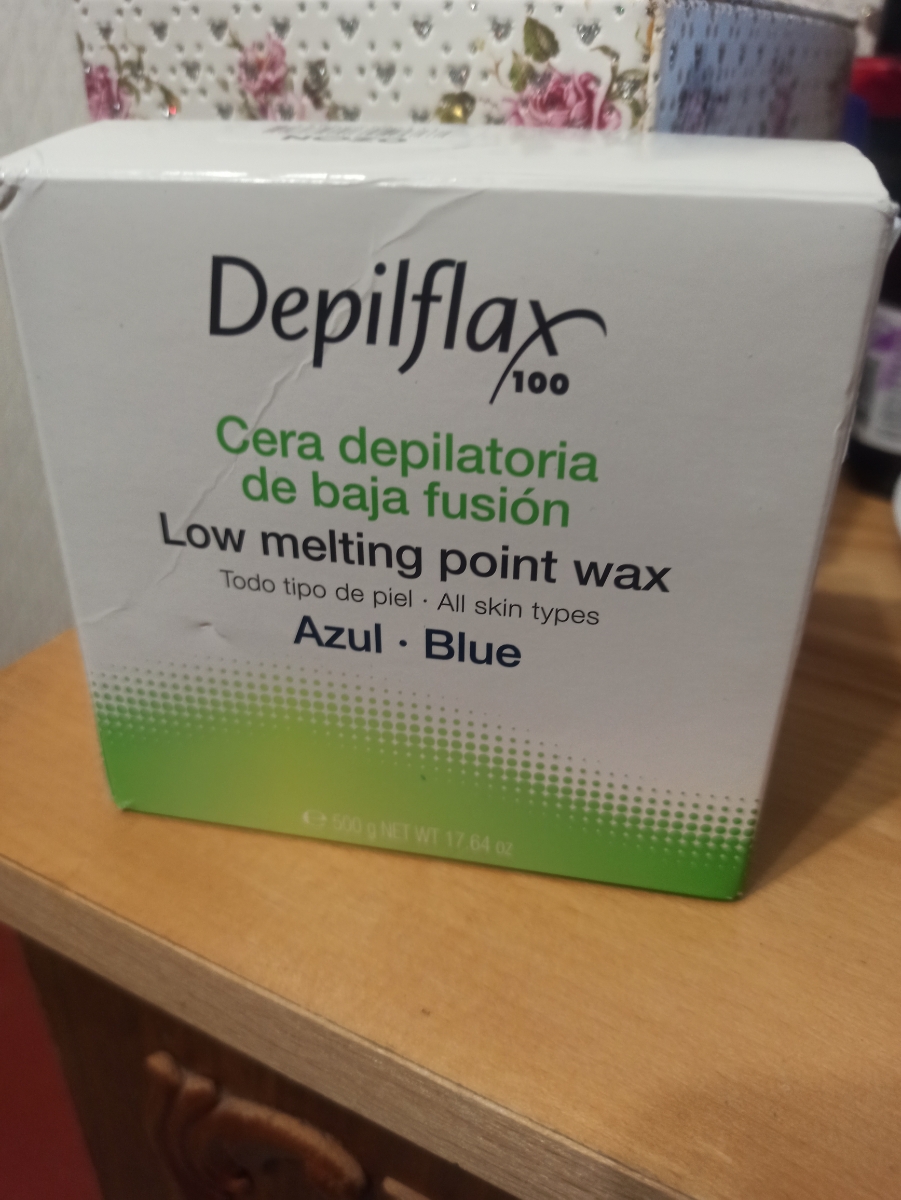 Depilflax
100
Cera depilatoria
de baja fusión
Low melting point wax
Todo tipo de piel · All skin types
Azul · Blue
℮ 500 g NET WT 17.64 oz